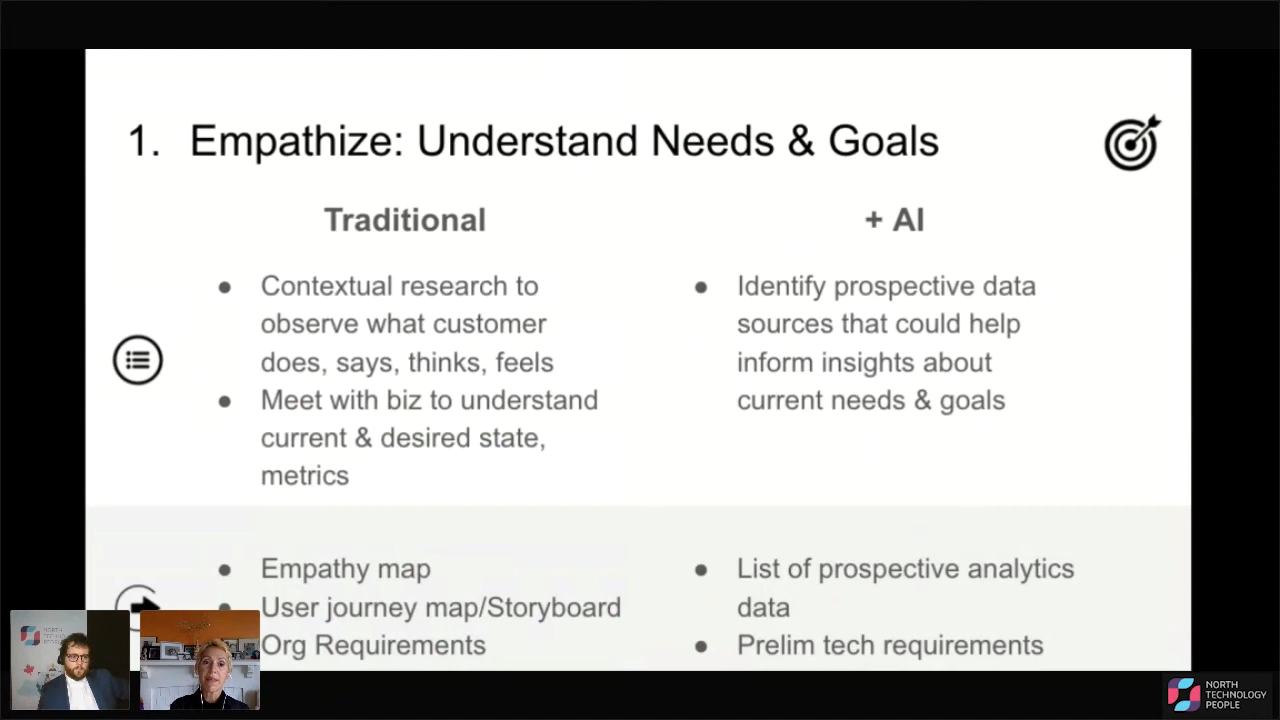 1. Empathize: Understand Needs & Goals
Traditional
● Contextual research to
observe what customer
does, says, thinks, feels
● Meet with biz to understand
current & desired state,
metrics
+ AI
● Identify prospective data
sources that could help
inform insights about
current needs & goals
● Empathy map
● User journey map/Storyboard
Org Requirements
● List of prospective analytics
data
● Prelim tech requirements
NORTH
TECHNOLOGY
PEOPLE
NORTH
TECHNOLOGY
PEOPLE